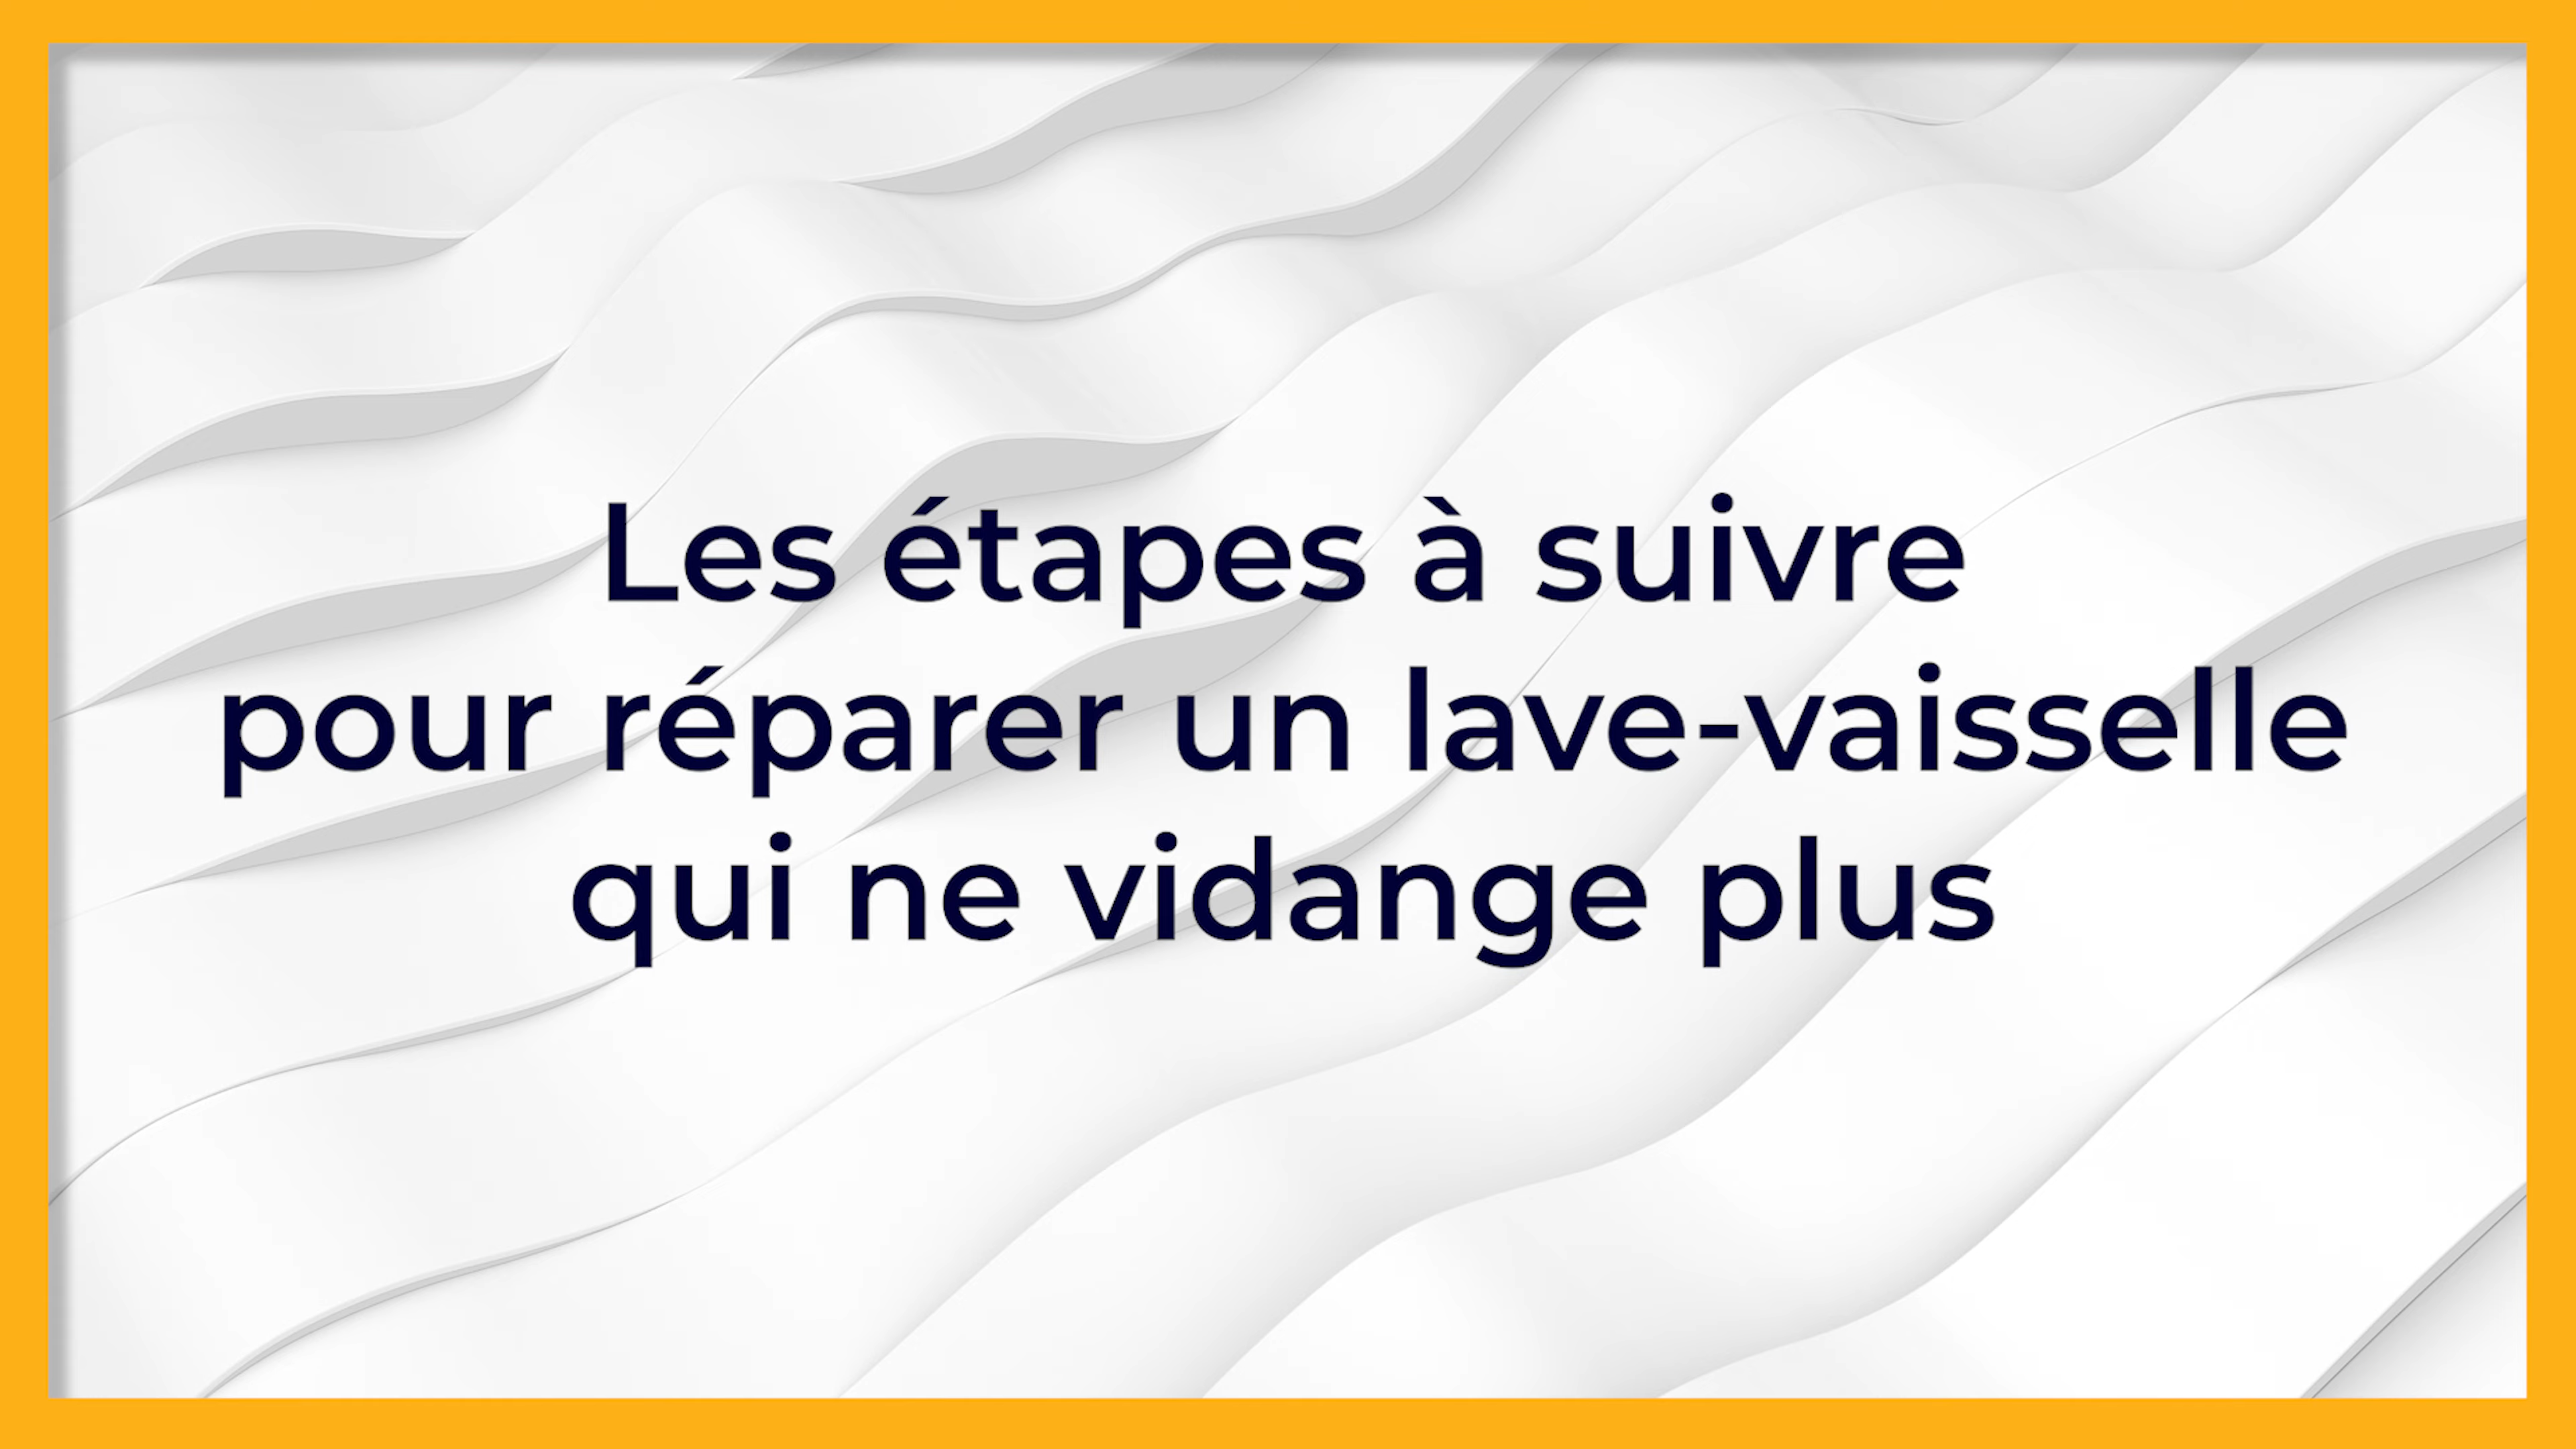 Les étapes à suivre
pour réparer un lave-vaisselle
qui ne vidange plus